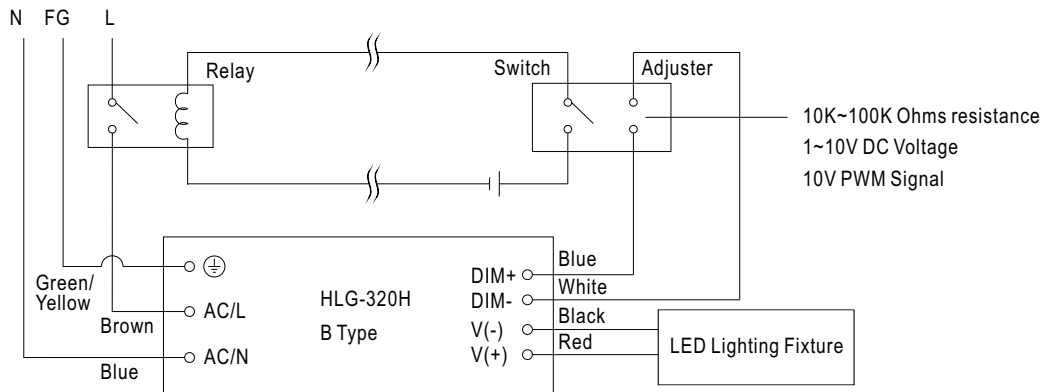 N FG L
Relay
Switch
Adjuster
10K~100K Ohms resistance
1~10V DC Voltage
10V PWM Signal
Green/
Yellow
Brown
Blue
AC/L
AC/N
HLG-320H
B Type
DIM+
DIM-
V(-)
V(+)
Blue
White
Black
Red
LED Lighting Fixture